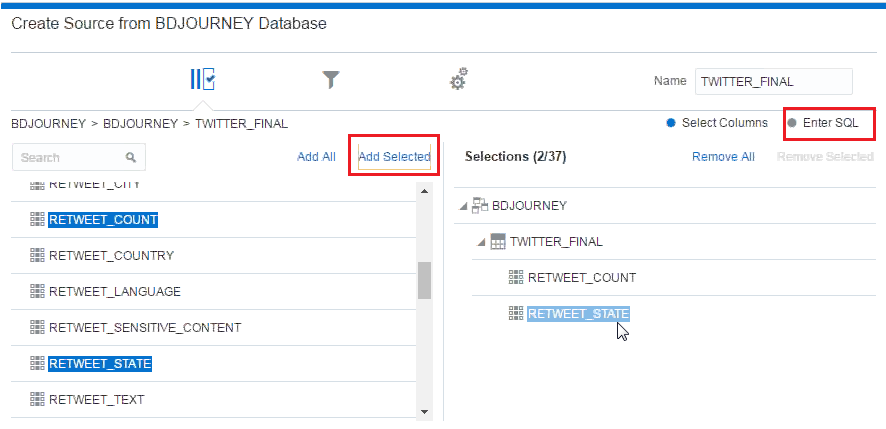 Create Source from BDJOURNEY Database
Name TWITTER_FINAL
BDJOURNEY > BDJOURNEY > TWITTER_FINAL
Select Columns Enter SQL
Search Add All Add Selected
Selections (2/37) Remove All Remove Selected
RETWEET_CITY
RETWEET_COUNT
RETWEET_COUNTRY
RETWEET_LANGUAGE
RETWEET_SENSITIVE_CONTENT
RETWEET_STATE
RETWEET_TEXT
BDJOURNEY
TWITTER_FINAL
RETWEET_COUNT
RETWEET_STATE